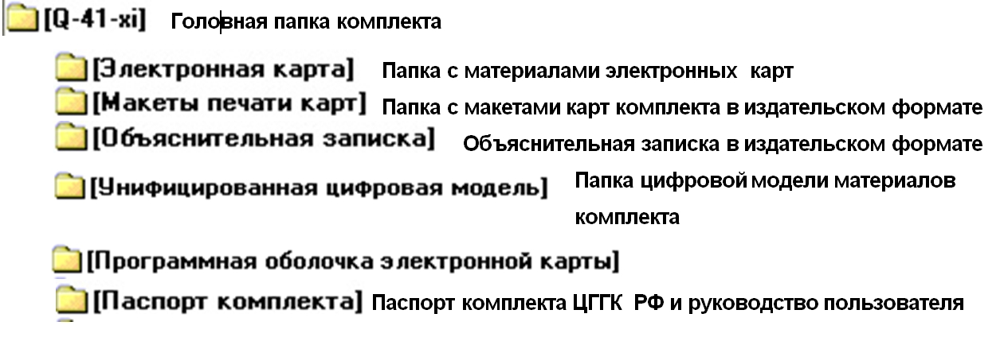 [Q-41-xi] Головная папка комплекта
[Электронная карта] Папка с материалами электронных карт
[Макеты печати карт] Папка с макетами карт комплекта в издательском формате
[Объяснительная записка] Объяснительная записка в издательском формате
[Унифицированная цифровая модель] Папка цифровой модели материалов
комплекта
[Программная оболочка электронной карты]
[Паспорт комплекта] Паспорт комплекта ЦГГК РФ и руководство пользователя